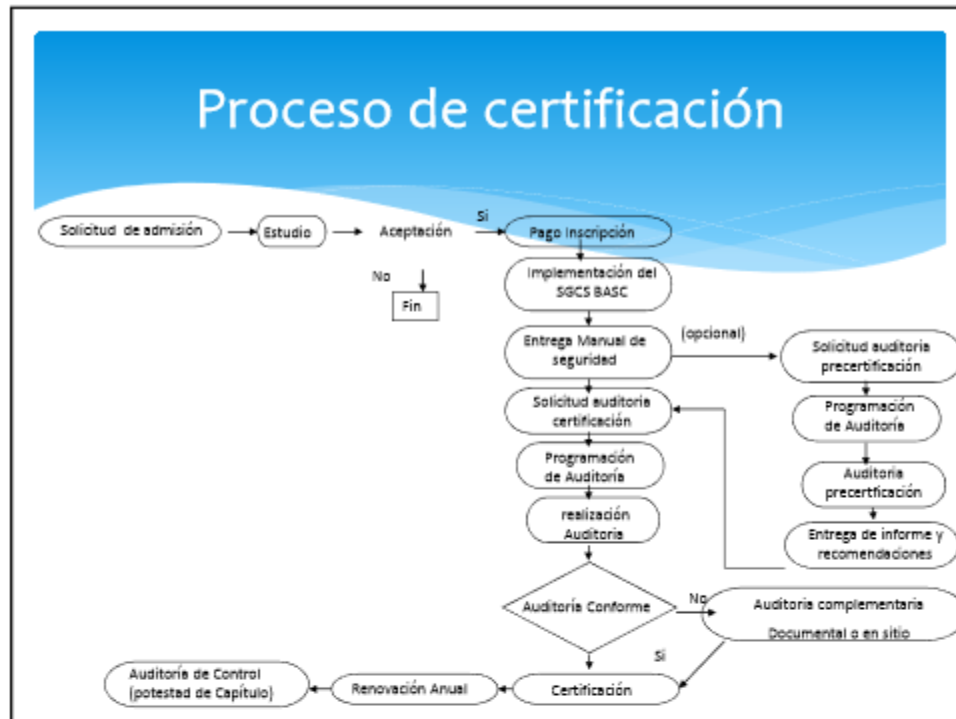 Proceso de certificación
Solicitud de admisión
Estudio
Aceptación
Si
Pago Inscripción
No
Fin
Implementación del
SGCS BASC
Entrega Manual de
seguridad
(opcional)
Solicitud auditoria
precertificación
Solicitud auditoria
certificación
Programación
de Auditoría
Programación
de Auditoría
Auditoria
precertficación
realización
Auditoria
Entrega de informe y
recomendaciones
Auditoría Conforme
No
Auditoria complementaria
Documental o en sitio
Si
Certificación
Renovación Anual
Auditoría de Control
(potestad de Capítulo)